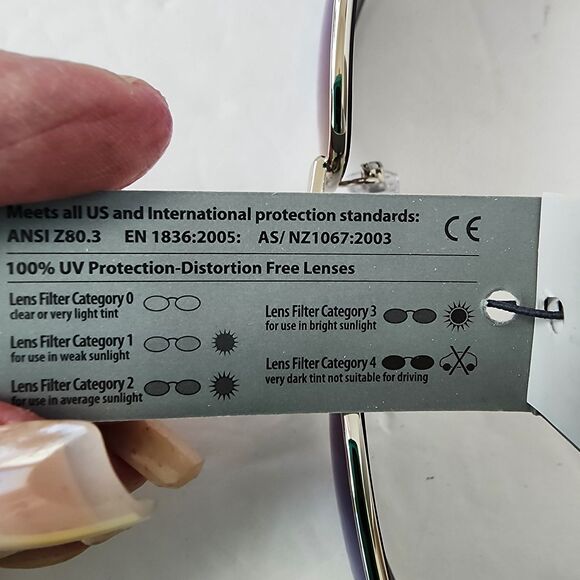 Meets all US and International protection standards:
ANSI Z80.3 EN 1836:2005: AS/ NZ1067:2003 CE
100% UV Protection-Distortion Free Lenses
Lens Filter Category 0
clear or very light tint
Lens Filter Category 1
for use in weak sunlight
Lens Filter Category 2
for use in average sunlight
Lens Filter Category 3
for use in bright sunlight
Lens Filter Category 4
very dark tint not suitable for driving